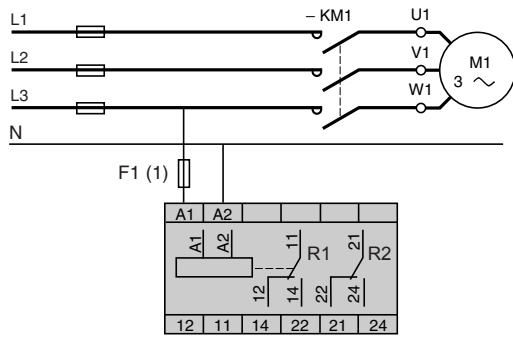 L1
– KM1
U1
L2
V1
M1
3
L3
W1
N
F1 (1)
A1 A2
A1
A2
11
R1
21
R2
12
14
22
24
12 11 14 22 21 24